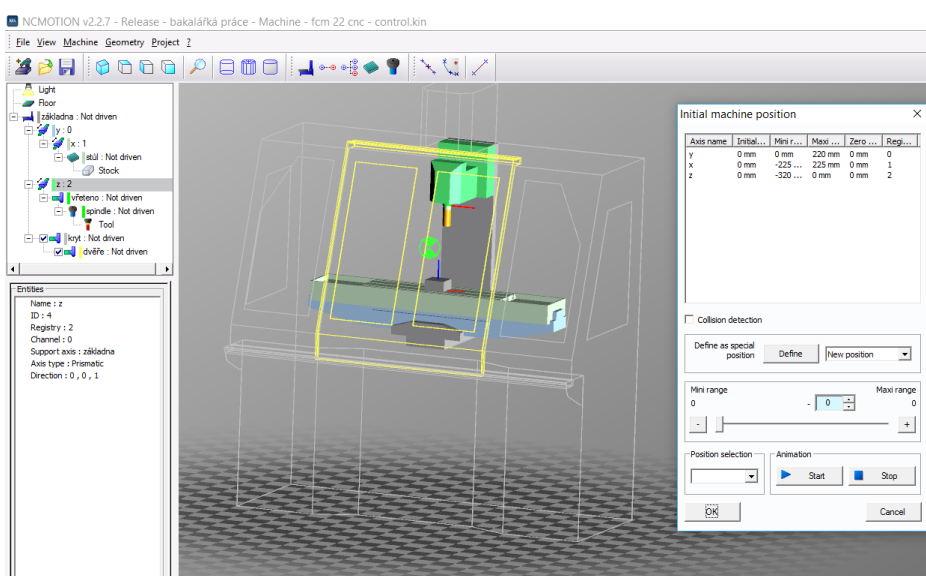 NCMOTION v2.2.7 - Release - bakalářká práce - Machine - fcm 22 cnc - control.kin
File View Machine Geometry Project ?
Light
Floor
základna : Not driven
y : 0
x : 1
stůl : Not driven
Stock
z : 2
vřeteno : Not driven
spindle : Not driven
Tool
kryt : Not driven
dvěře : Not driven
Entities
Name : z
ID : 4
Registry : 2
Channel : 0
Support axis : základna
Axis type : Prismatic
Direction : 0 , 0 , 1
Initial machine position
Axis name Initial... Mini r... Maxi ... Zero ... Regi...
y 0 mm 0 mm 220 mm 0 mm 0
x 0 mm -225 ... 225 mm 0 mm 1
z 0 mm -320 ... 0 mm 0 mm 2
Collision detection
Define as special
position Define New position
Mini range Maxi range
0 - 0 0
- +
Position selection Animation
Start Stop
OK Cancel